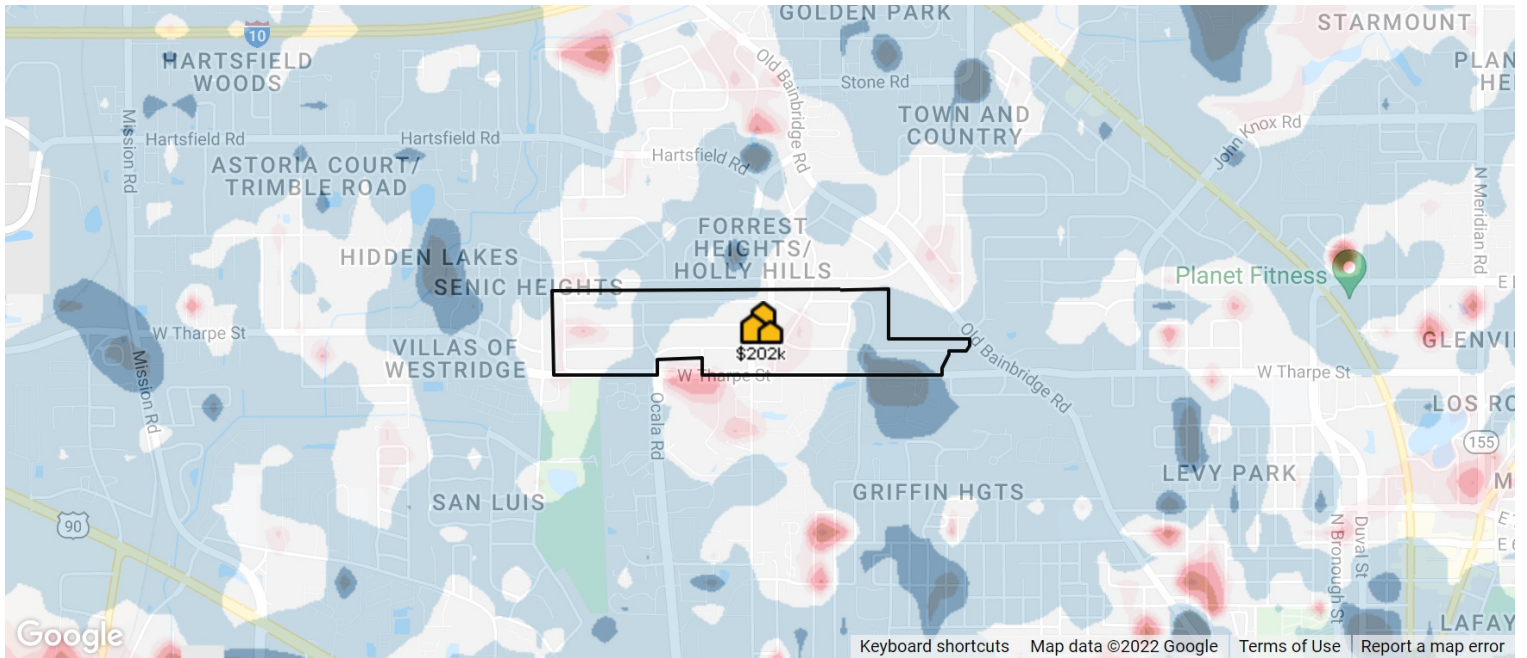 GOLDEN PARK
STARMOUNT
10
HARTSFIELD
WOODS
Old Bainbridge Rd
Stone Rd
PLAN
HE
Mission Rd
Hartsfield Rd
Hartsfield Rd
TOWN AND
COUNTRY
John Knox Rd
Hartsfield Rd
ASTORIA COURT/
TRIMBLE ROAD
N Meridian Rd
FORREST
HEIGHTS/
HOLLY HILLS
HIDDEN LAKES
SENIC HEIGHTS
Planet Fitness
E
W Tharpe St
$202k
Old Bainbridge Rd
GLENVI
VILLAS OF
WESTRIDGE
W Tharpe St
W Tharpe St
Mission Rd
Ocala Rd
LOS RO
155
LEVY PARK
M
SAN LUIS
GRIFFIN HGTS
90
N Bronough St
Duval St
E
E
LAFAY
Google
Keyboard shortcuts
Map data ©2022 Google
Terms of Use
Report a map error